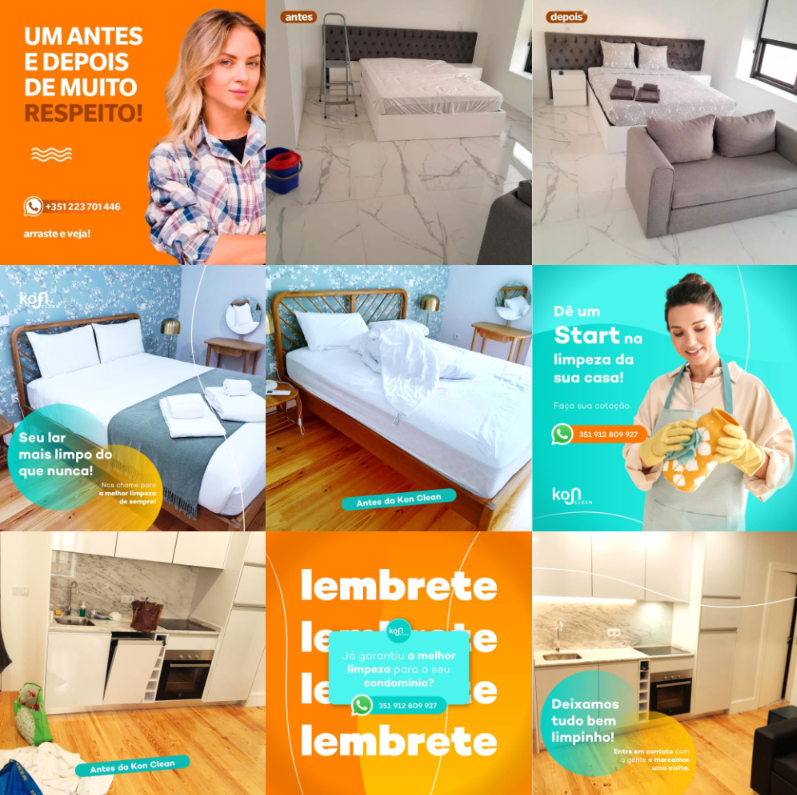 UM ANTES
E DEPOIS
DE MUITO
RESPEITO!
+351 223 701 446
arraste e veja!
antes
depois
kon
Seu lar
mais limpo do
que nunca!
Nos chame para
a melhor limpeza
de sempre!
Antes da Kon Clean
Dê um
Start na
limpeza da
sua casa!
Faça sua cotação.
351 912 809 927
kon
CLEAN
Antes da Kon Clean
lembrete
lembrete
kon
Já garantiu a melhor
limpeza para o seu
condomínio?
351 912 809 927
lembrete
lembrete
Deixamos
tudo bem
limpinho!
Entre em contato com
a gente e marcamos
uma visita.